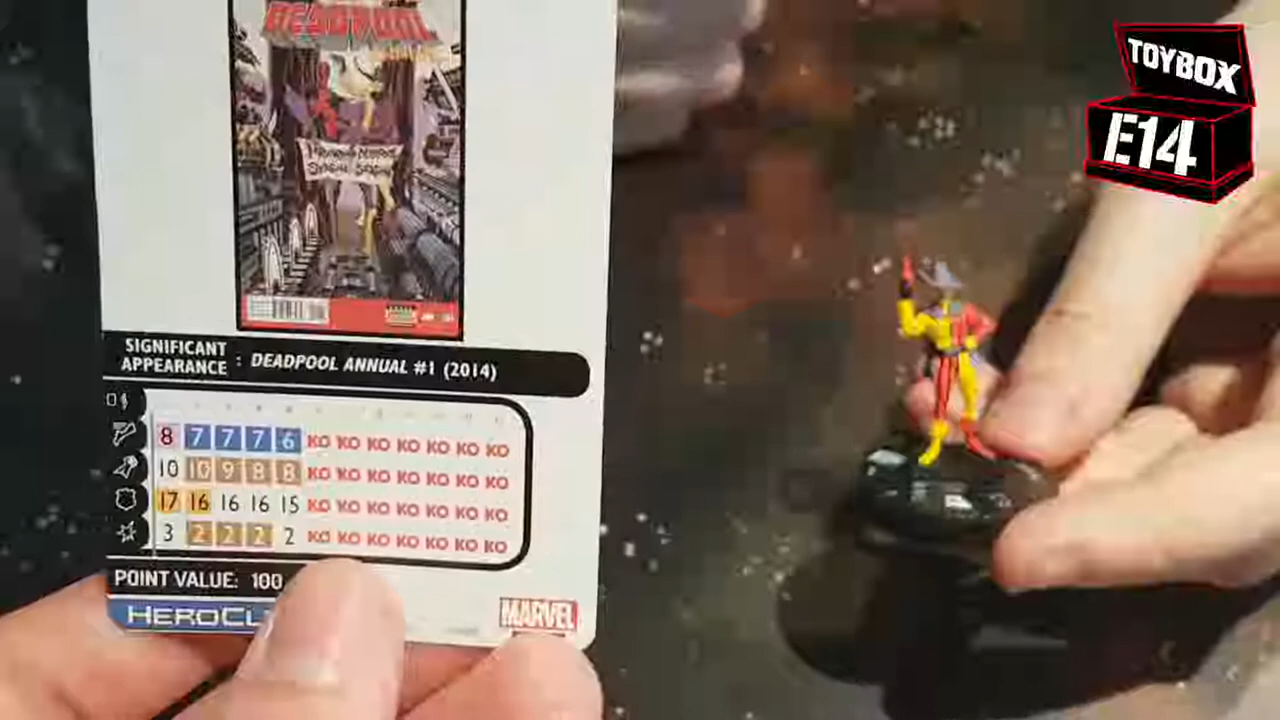 DEADPOOL
TOYBOX
E14
SIGNIFICANT
APPEARANCE : DEADPOOL ANNUAL #1 (2014)
8 7 7 7 6 KO KO KO KO KO KO KO
10 10 9 8 8 KO KO KO KO KO KO KO
17 16 16 16 15 KO KO KO KO KO KO KO
3 2 2 2 2 KO KO KO KO KO KO KO
POINT VALUE: 100
HEROCL
MARVEL